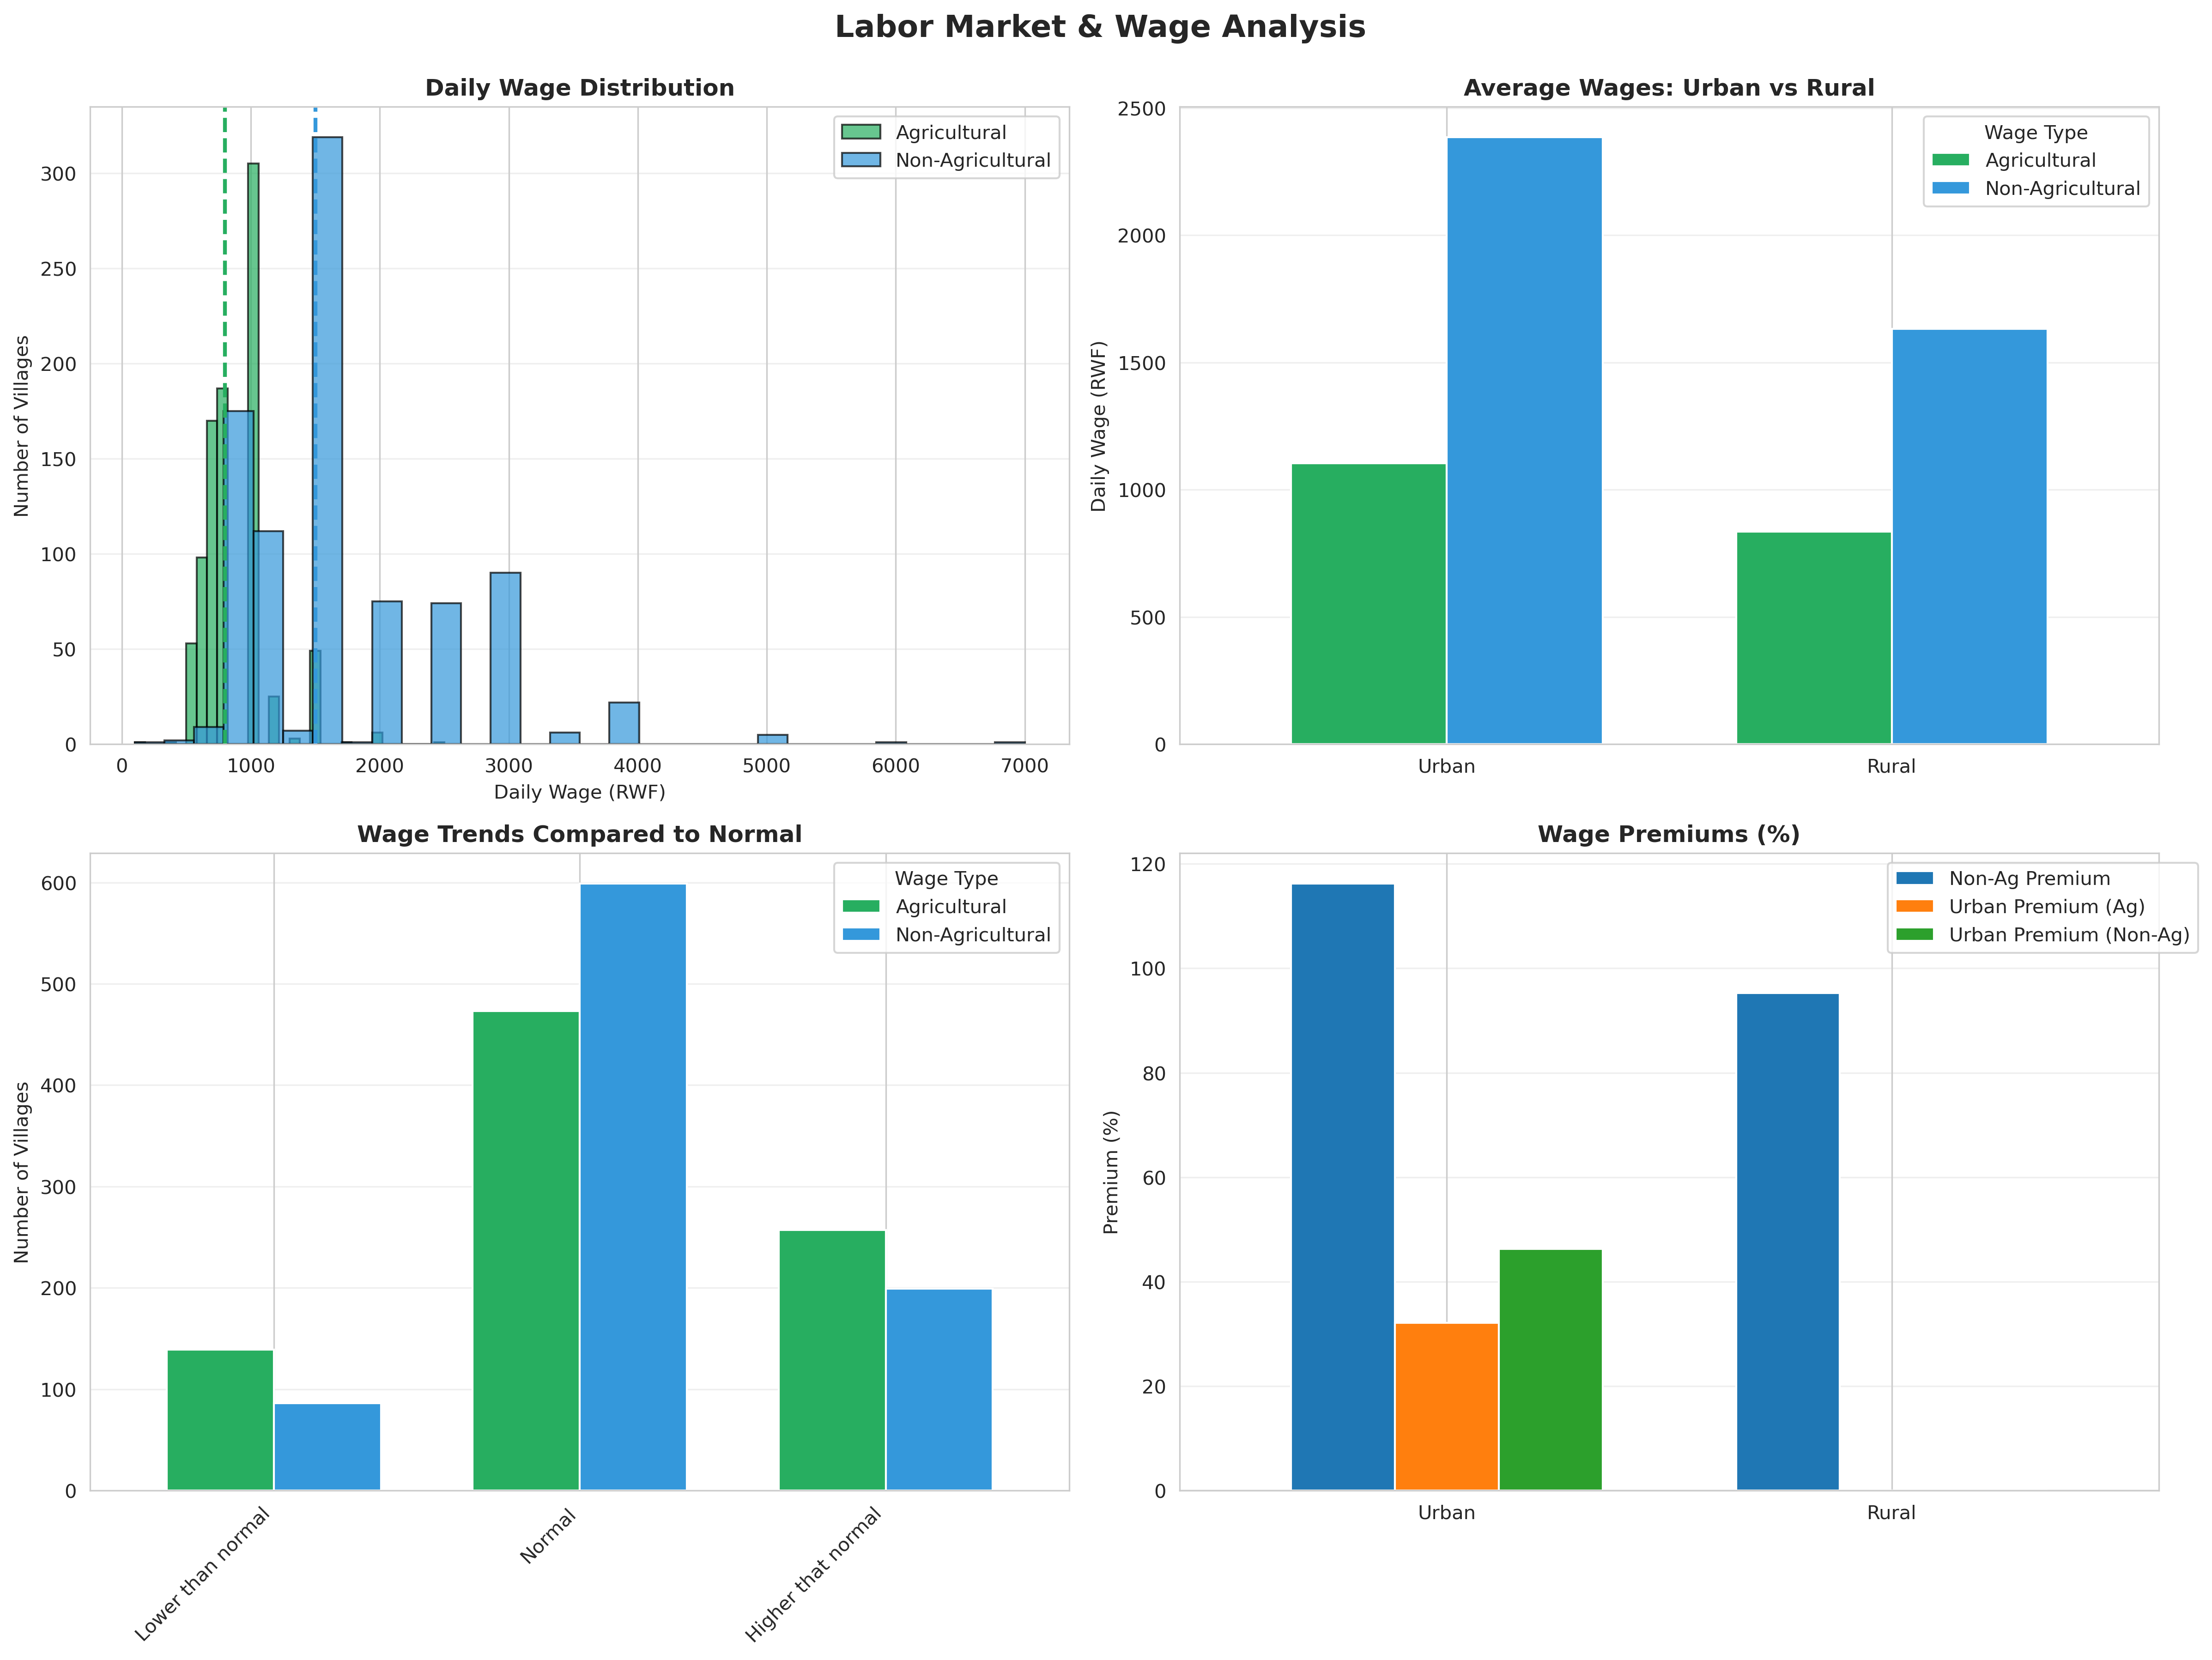 Labor Market & Wage Analysis
Daily Wage Distribution
Number of Villages
300
250
200
150
100
50
0
0 1000 2000 3000 4000 5000 6000 7000
Daily Wage (RWF)
Agricultural
Non-Agricultural
Average Wages: Urban vs Rural
Daily Wage (RWF)
2500
2000
1500
1000
500
0
Urban Rural
Wage Type
Agricultural
Non-Agricultural
Wage Trends Compared to Normal
Number of Villages
600
500
400
300
200
100
0
Lower than normal
Normal
Higher that normal
Wage Type
Agricultural
Non-Agricultural
Wage Premiums (%)
Premium (%)
120
100
80
60
40
20
0
Urban Rural
Non-Ag Premium
Urban Premium (Ag)
Urban Premium (Non-Ag)